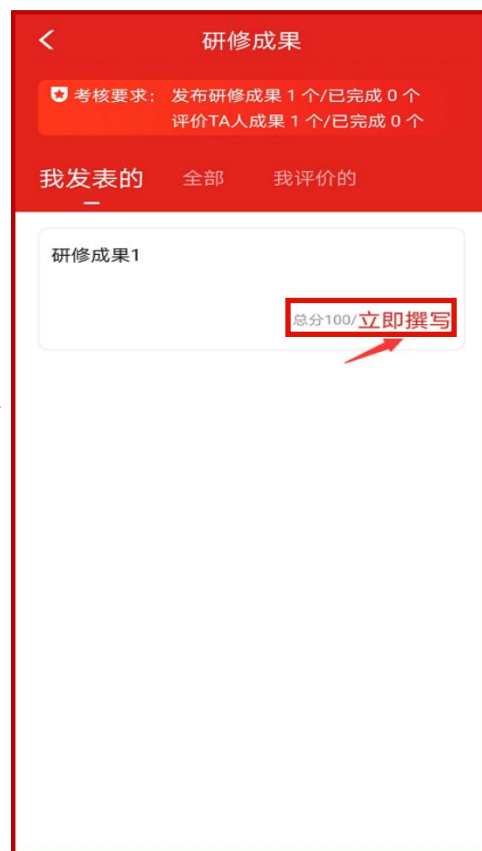 研修成果
考核要求： 发布研修成果 1 个/已完成 0 个
评价TA人成果 1 个/已完成 0 个
我发表的 全部 我评价的
研修成果1
总分100/立即撰写